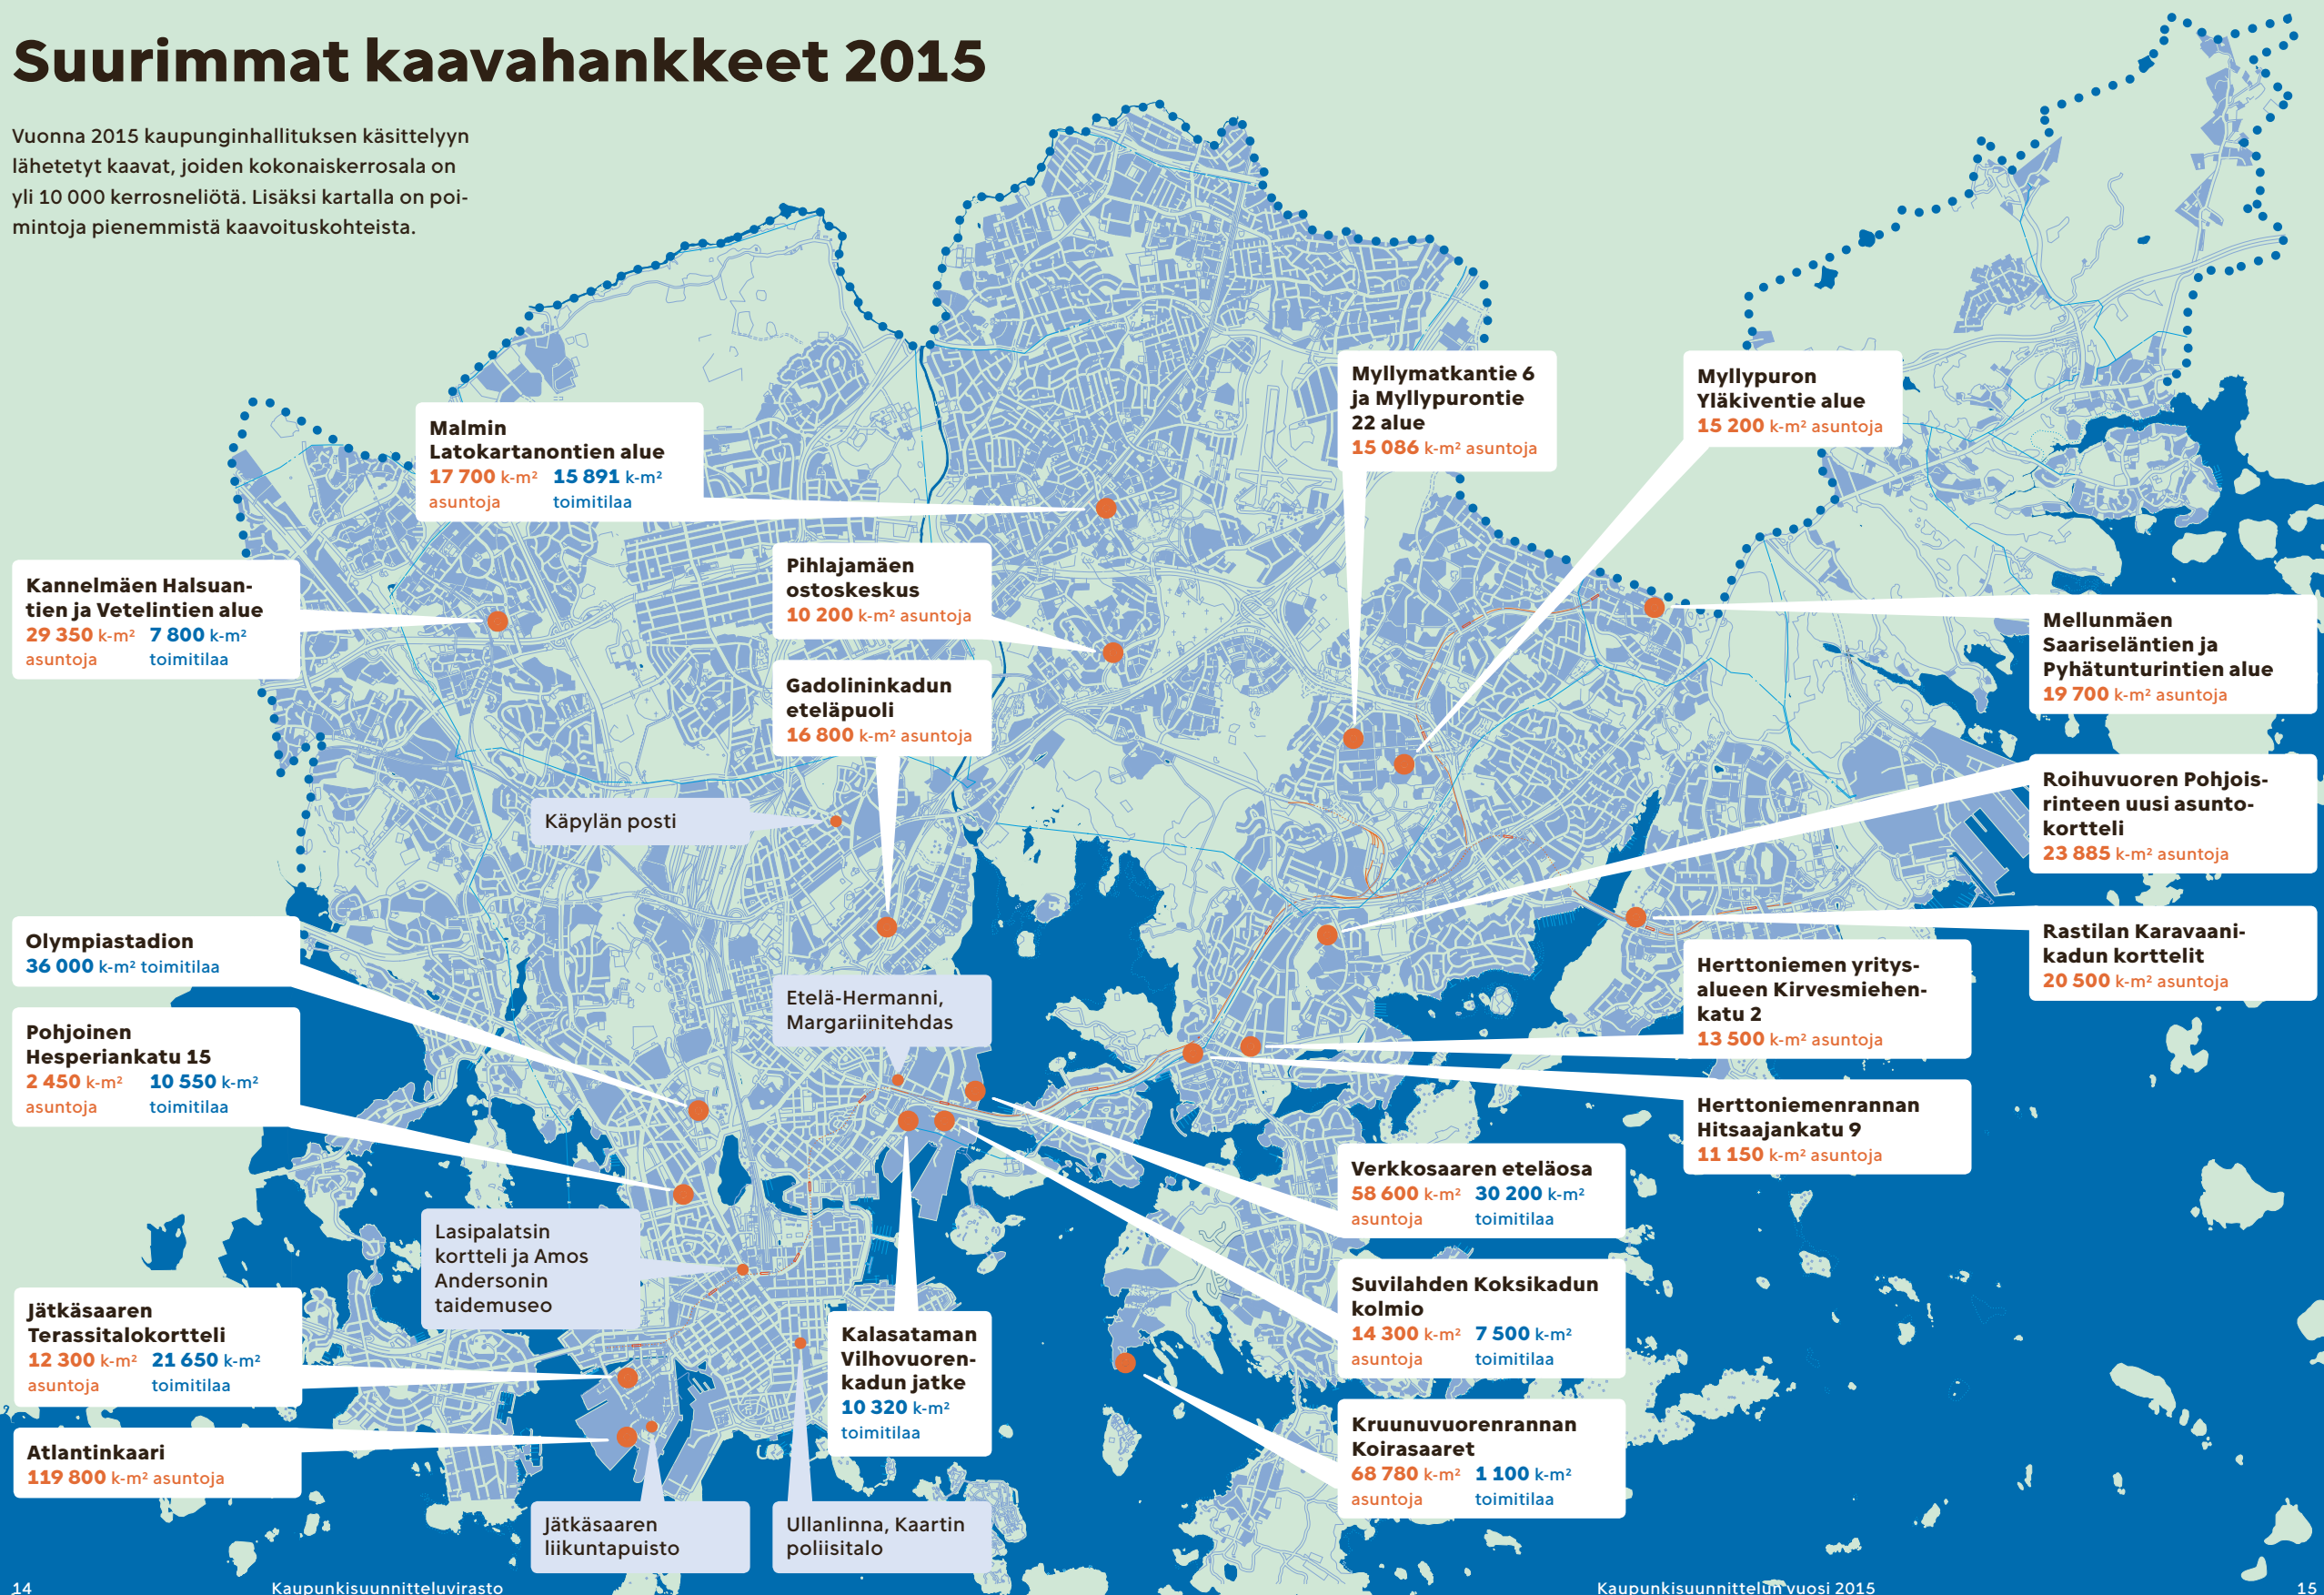 Suurimmat kaavahankkeet 2015
Vuonna 2015 kaupunginhallituksen käsittelyyn
lähetetyt kaavat, joiden kokonaiskerrosala on
yli 10 000 kerrosneliötä. Lisäksi kartalla on poi-
mintoja pienemmistä kaavoituskohteista.
Malmin
Latokartanontien alue
17 700 k-m² 15 891 k-m²
asuntoja toimitilaa
Myllymatkantie 6
ja Myllypurontie
22 alue
15 086 k-m² asuntoja
Myllypuron
Yläkiventie alue
15 200 k-m² asuntoja
Kannelmäen Halsuan-
tien ja Vetelintien alue
29 350 k-m² 7 800 k-m²
asuntoja toimitilaa
Pihlajamäen
ostoskeskus
10 200 k-m² asuntoja
Gadolininkadun
eteläpuoli
16 800 k-m² asuntoja
Mellunmäen
Saariseläntien ja
Pyhätunturintien alue
19 700 k-m² asuntoja
Käpylän posti
Roihuvuoren Pohjois-
rinteen uusi asunto-
kortteli
23 885 k-m² asuntoja
Olympiastadion
36 000 k-m² toimitilaa
Rastilan Karavaani-
kadun korttelit
20 500 k-m² asuntoja
Etelä-Hermanni,
Margariinitehdas
Herttoniemen yritys-
alueen Kirvesmiehen-
katu 2
13 500 k-m² asuntoja
Pohjoinen
Hesperiankatu 15
2 450 k-m² 10 550 k-m²
asuntoja toimitilaa
Herttoniemenrannan
Hitsaajankatu 9
11 150 k-m² asuntoja
Verkkosaaren eteläosa
58 600 k-m² 30 200 k-m²
asuntoja toimitilaa
Lasipalatsin
kortteli ja Amos
Andersonin
taidemuseo
Suvilahden Koksikadun
kolmio
14 300 k-m² 7 500 k-m²
asuntoja toimitilaa
Jätkäsaaren
Terassitalokortteli
12 300 k-m² 21 650 k-m²
asuntoja toimitilaa
Kalasataman
Vilhovuoren-
kadun jatke
10 320 k-m²
toimitilaa
Kruunuvuorenrannan
Koirasaaret
68 780 k-m² 1 100 k-m²
asuntoja toimitilaa
Atlantinkaari
119 800 k-m² asuntoja
Jätkäsaaren
liikuntapuisto
Ullanlinna, Kaartin
poliisitalo
14 Kaupunkisuunnitteluvirasto
Kaupunkisuunnittelun vuosi 2015 15